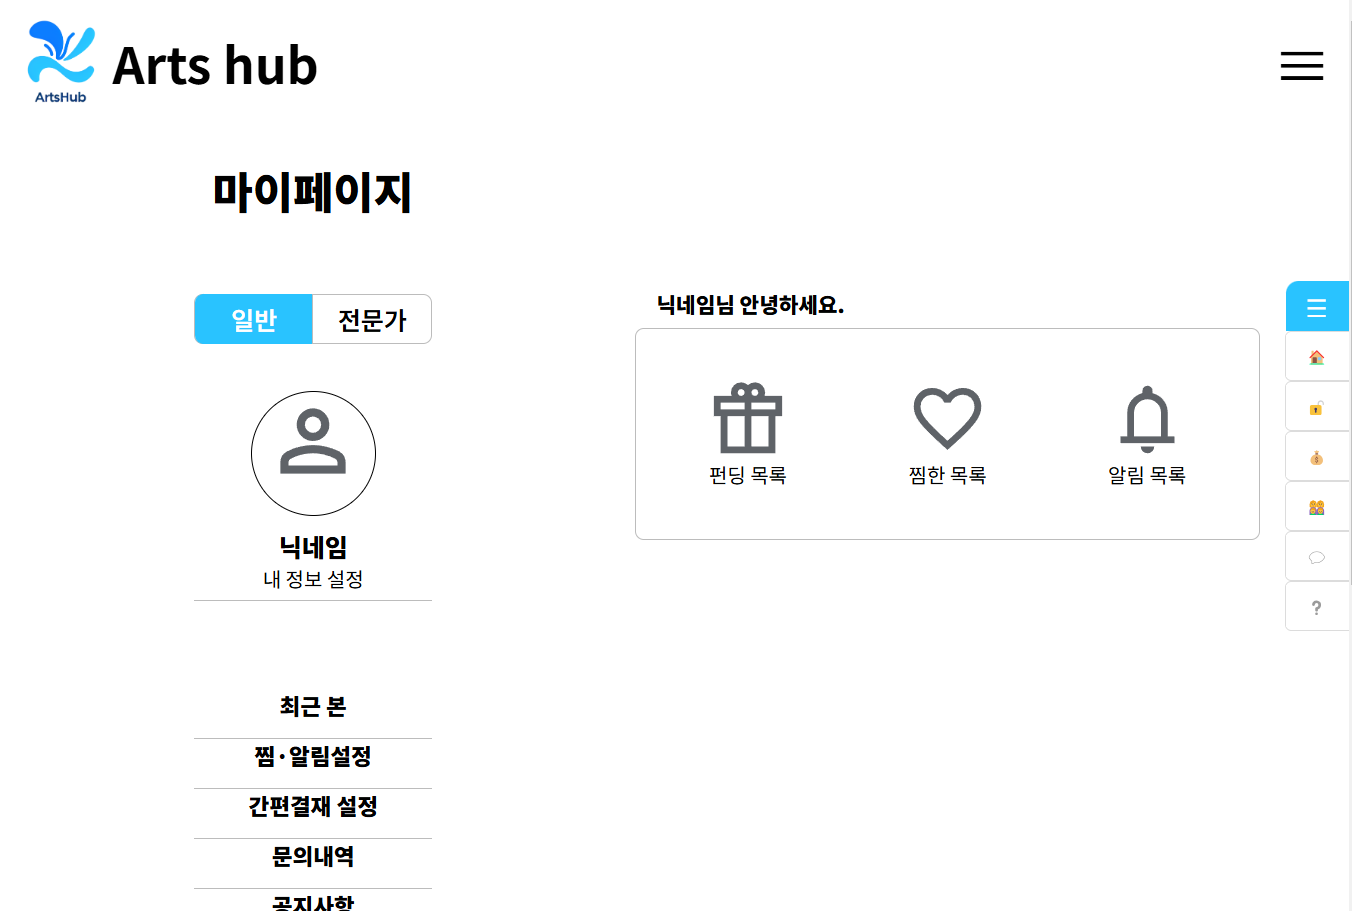 ArtsHub
Arts hub
마이페이지
일반
전문가
닉네임
내 정보 설정
최근 본
찜·알림설정
간편결재 설정
문의내역
공지사항
닉네임님 안녕하세요.
펀딩 목록
찜한 목록
알림 목록
?